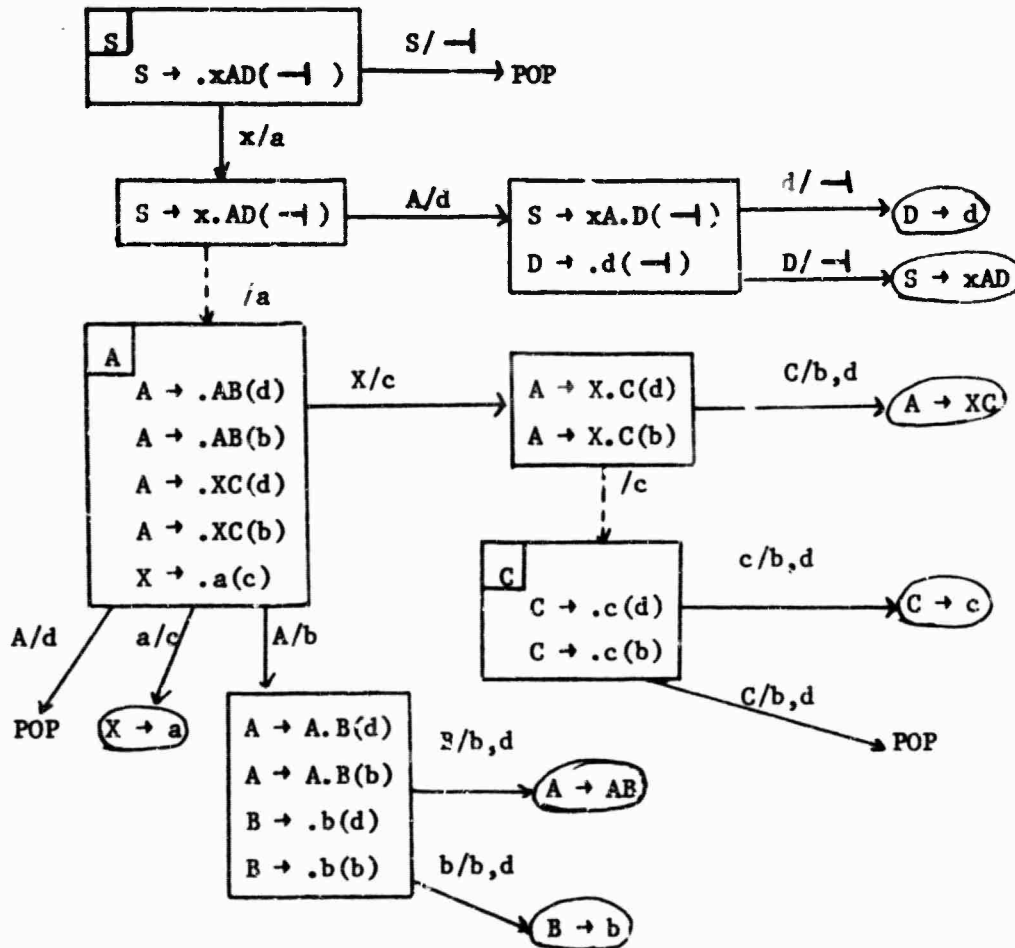 S
S → .xAD(⊣)
S/⊣
POP
x/a
S → x.AD(⊣)
A/d
S → xA.D(⊣)
D → .d(⊣)
d/⊣
D → d
D/⊣
S → xAD
/a
A
A → .AB(d)
A → .AB(b)
A → .XC(d)
A → .XC(b)
X → .a(c)
X/c
A → X.C(d)
A → X.C(b)
C/b,d
A → XC
/c
C
C → .c(d)
C → .c(b)
c/b,d
C → c
C/b,d
POP
A/d
a/c
A/b
POP
X → a
A → A.B(d)
A → A.B(b)
B → .b(d)
B → .b(b)
B/b,d
A → AB
b/b,d
B → b